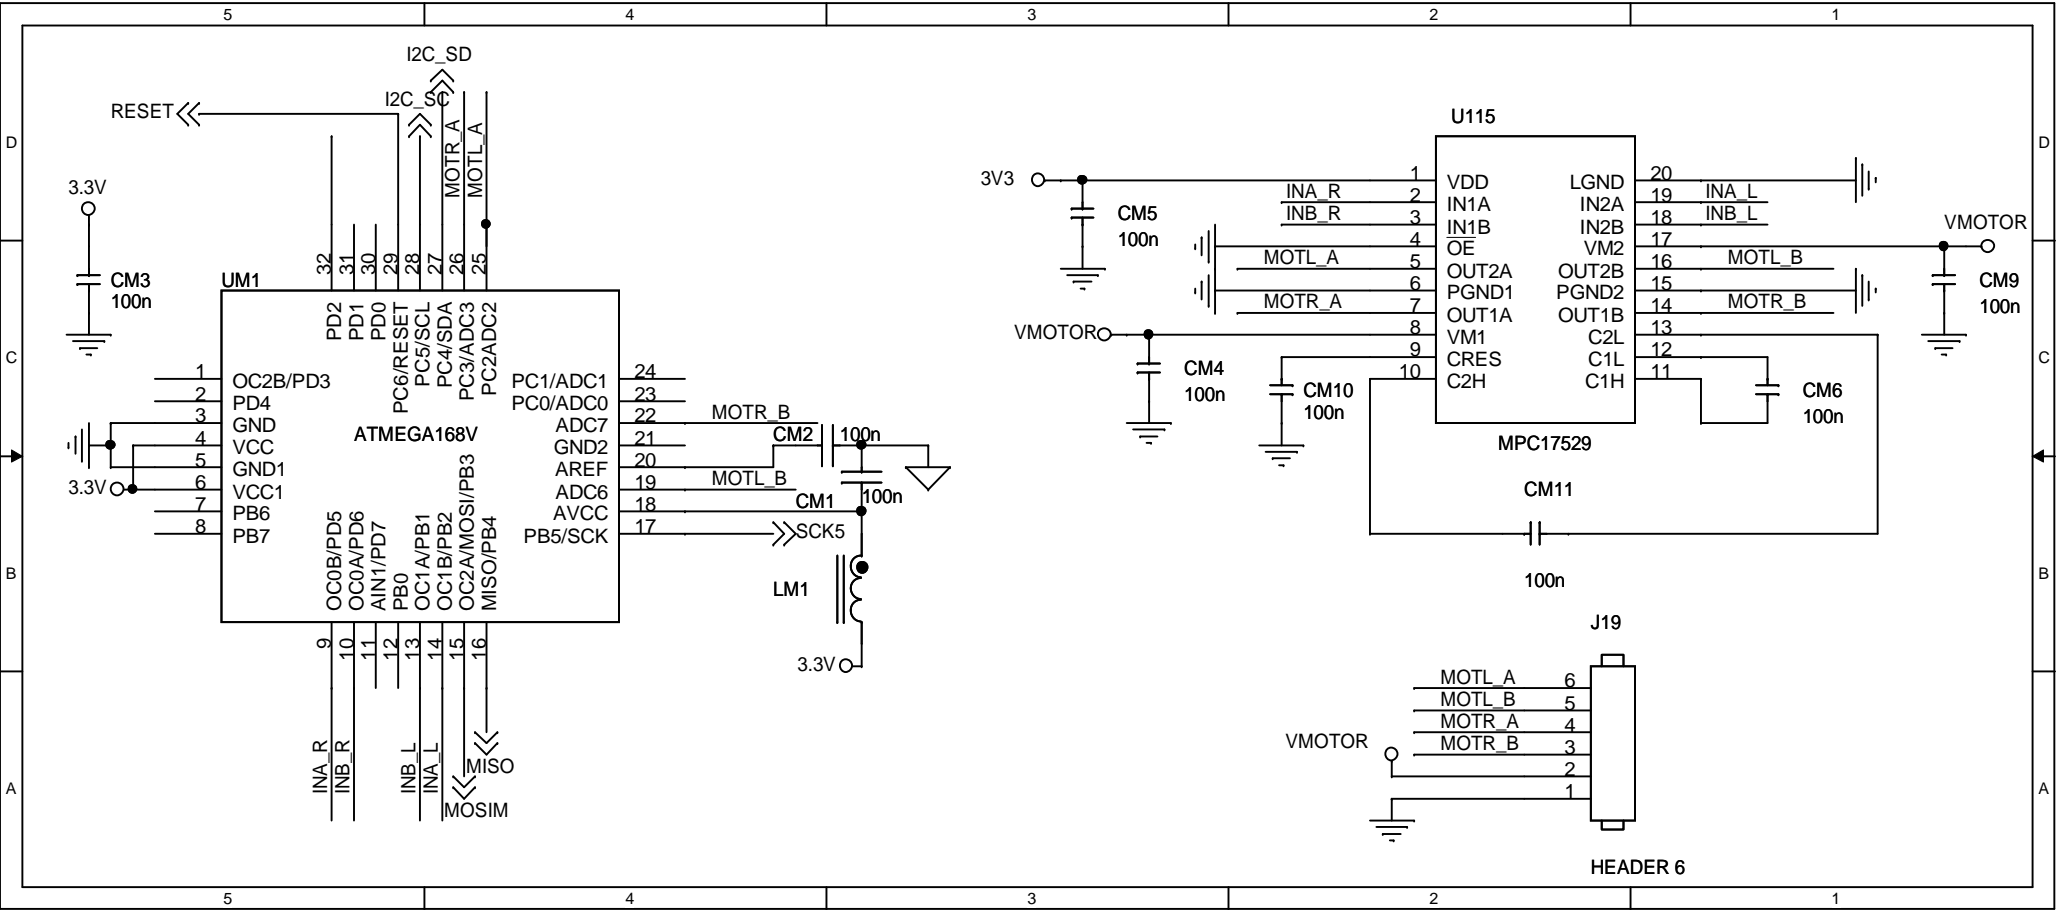 5 4 3 2 1
D
D
C
C
B
B
A
A
I2C_SD
I2C_SC
RESET
MOTR_A
MOTL_A
3.3V
CM3
100n
UM1
32
31
30
29
28
27
26
25
PD2
PD1
PD0
PC6/RESET
PC5/SCL
PC4/SDA
PC3/ADC3
PC2ADC2
1 OC2B/PD3
2 PD4
3 GND
4 VCC
5 GND1
3.3V 6 VCC1
7 PB6
8 PB7
ATMEGA168V
PC1/ADC1 24
PC0/ADC0 23
ADC7 22 MOTR_B
GND2 21
AREF 20
ADC6 19 MOTL_B
AVCC 18
PB5/SCK 17 SCK5
CM2 100n
CM1 100n
LM1
3.3V
OC0B/PD5
OC0A/PD6
AIN1/PD7
PB0
OC1A/PB1
OC1B/PB2
OC2A/MOSI/PB3
MISO/PB4
9
10
11
12
13
14
15
16
INA_R
INB_R
INB_L
INA_L
MISO
MOSIM
U115
3V3 1 VDD
INA_R 2 IN1A
INB_R 3 IN1B
4 OE
MOTL_A 5 OUT2A
6 PGND1
MOTR_A 7 OUT1A
VMOTOR 8 VM1
9 CRES
10 C2H
LGND 20
IN2A 19 INA_L
IN2B 18 INB_L
VM2 17 VMOTOR
OUT2B 16 MOTL_B
PGND2 15
OUT1B 14 MOTR_B
C2L 13
C1L 12
C1H 11
MPC17529
CM5
100n
CM4
100n
CM10
100n
CM9
100n
CM6
100n
CM11
100n
J19
MOTL_A 6
MOTL_B 5
MOTR_A 4
MOTR_B 3
VMOTOR 2
1
HEADER 6
5 4 3 2 1